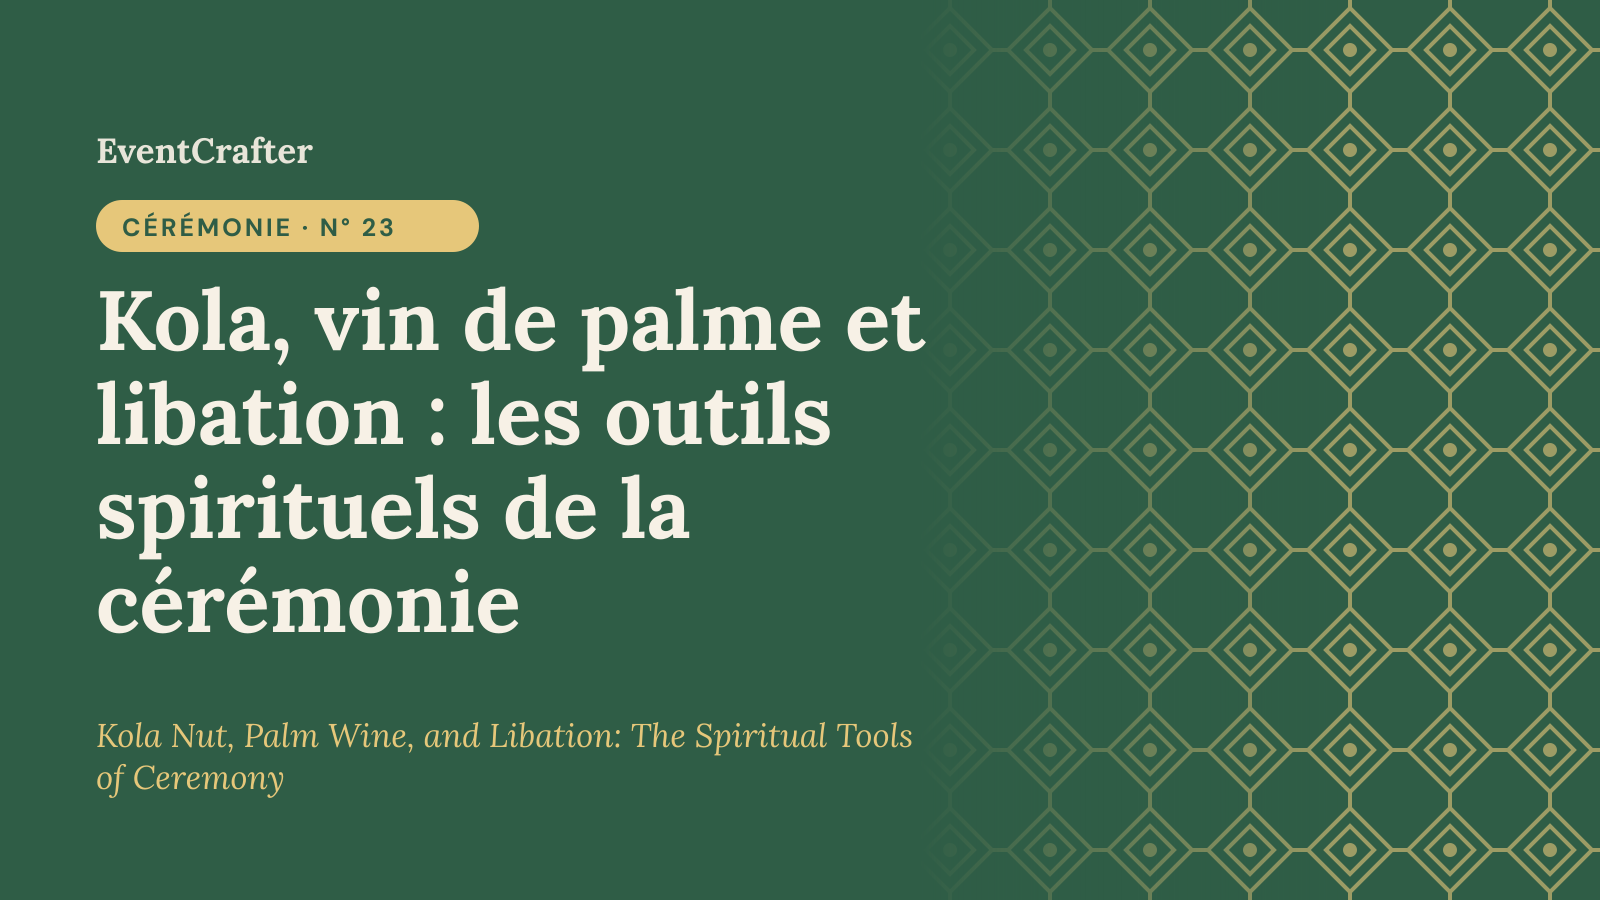 EventCrafter
CÉRÉMONIE · N° 23
Kola, vin de palme et
libation : les outils
spirituels de la
cérémonie
Kola Nut, Palm Wine, and Libation: The Spiritual Tools
of Ceremony